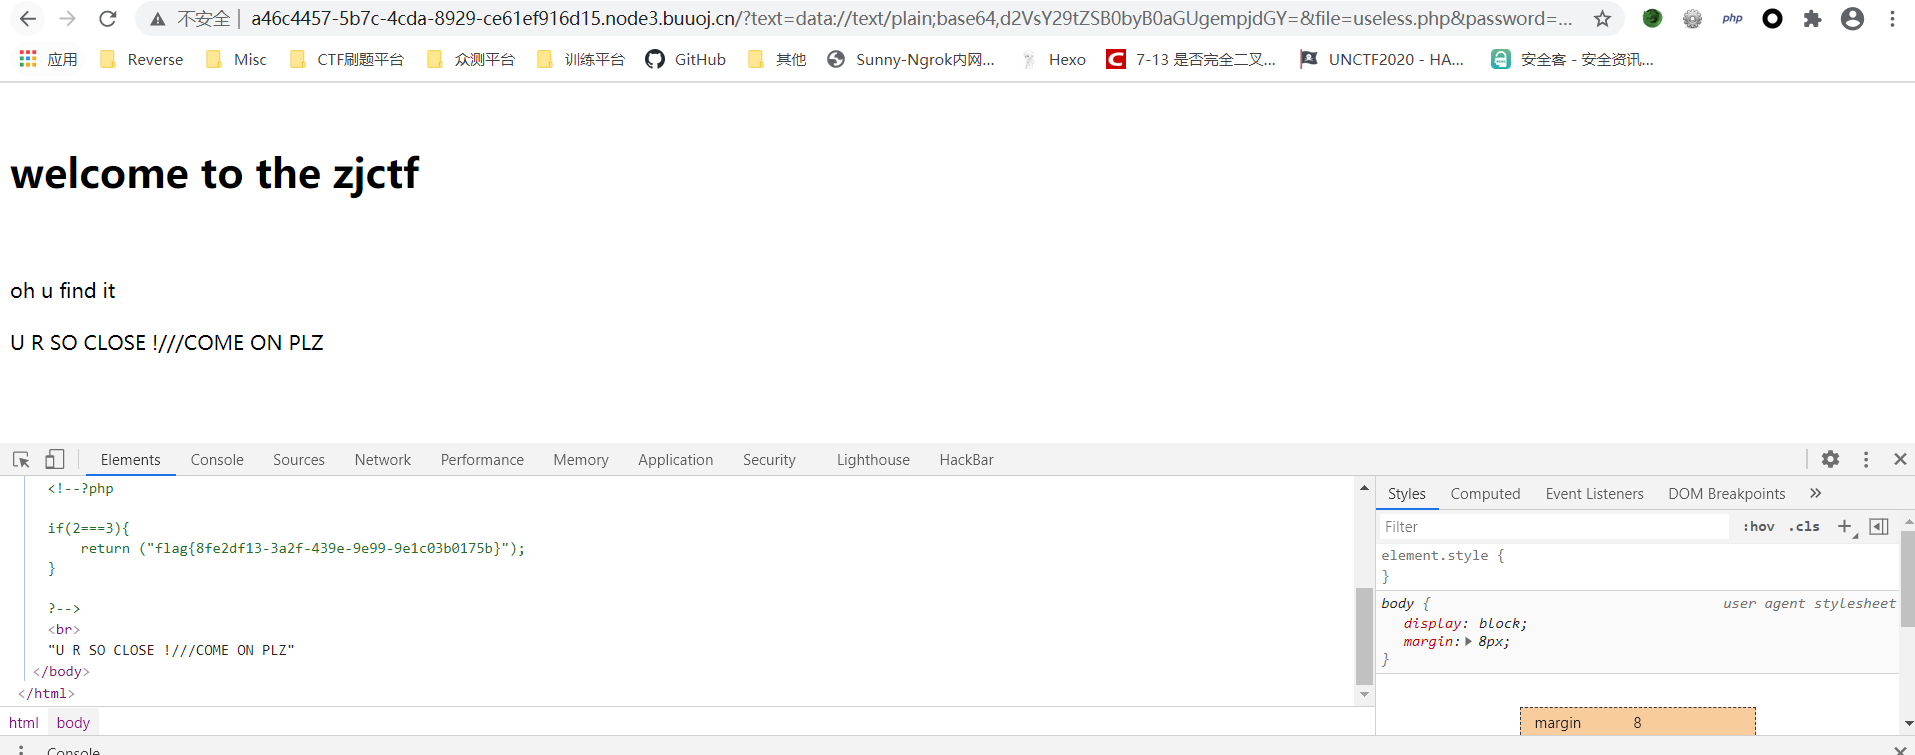 不安全 | a46c4457-5b7c-4cda-8929-ce61ef916d15.node3.buuoj.cn/?text=data://text/plain;base64,d2VsY29tZSB0byB0aGUgempjdGY=&file=useless.php&password=...
php
应用 Reverse Misc CTF刷题平台 众测平台 训练平台 GitHub 其他 Sunny-Ngrok内网... Hexo 7-13 是否完全二叉... UNCTF2020 - HA... 安全客 - 安全资讯...
welcome to the zjctf
oh u find it
U R SO CLOSE !///COME ON PLZ
Elements Console Sources Network Performance Memory Application Security Lighthouse HackBar
<!--?php
if(2===3){
return ("flag{8fe2df13-3a2f-439e-9e99-9e1c03b0175b}");
}
?-->
<br>
"U R SO CLOSE !///COME ON PLZ"
</body>
</html>
html body
Console
Styles Computed Event Listeners DOM Breakpoints »
Filter :hov .cls +
element.style {
}
body { user agent stylesheet
display: block;
margin: 8px;
}
margin 8